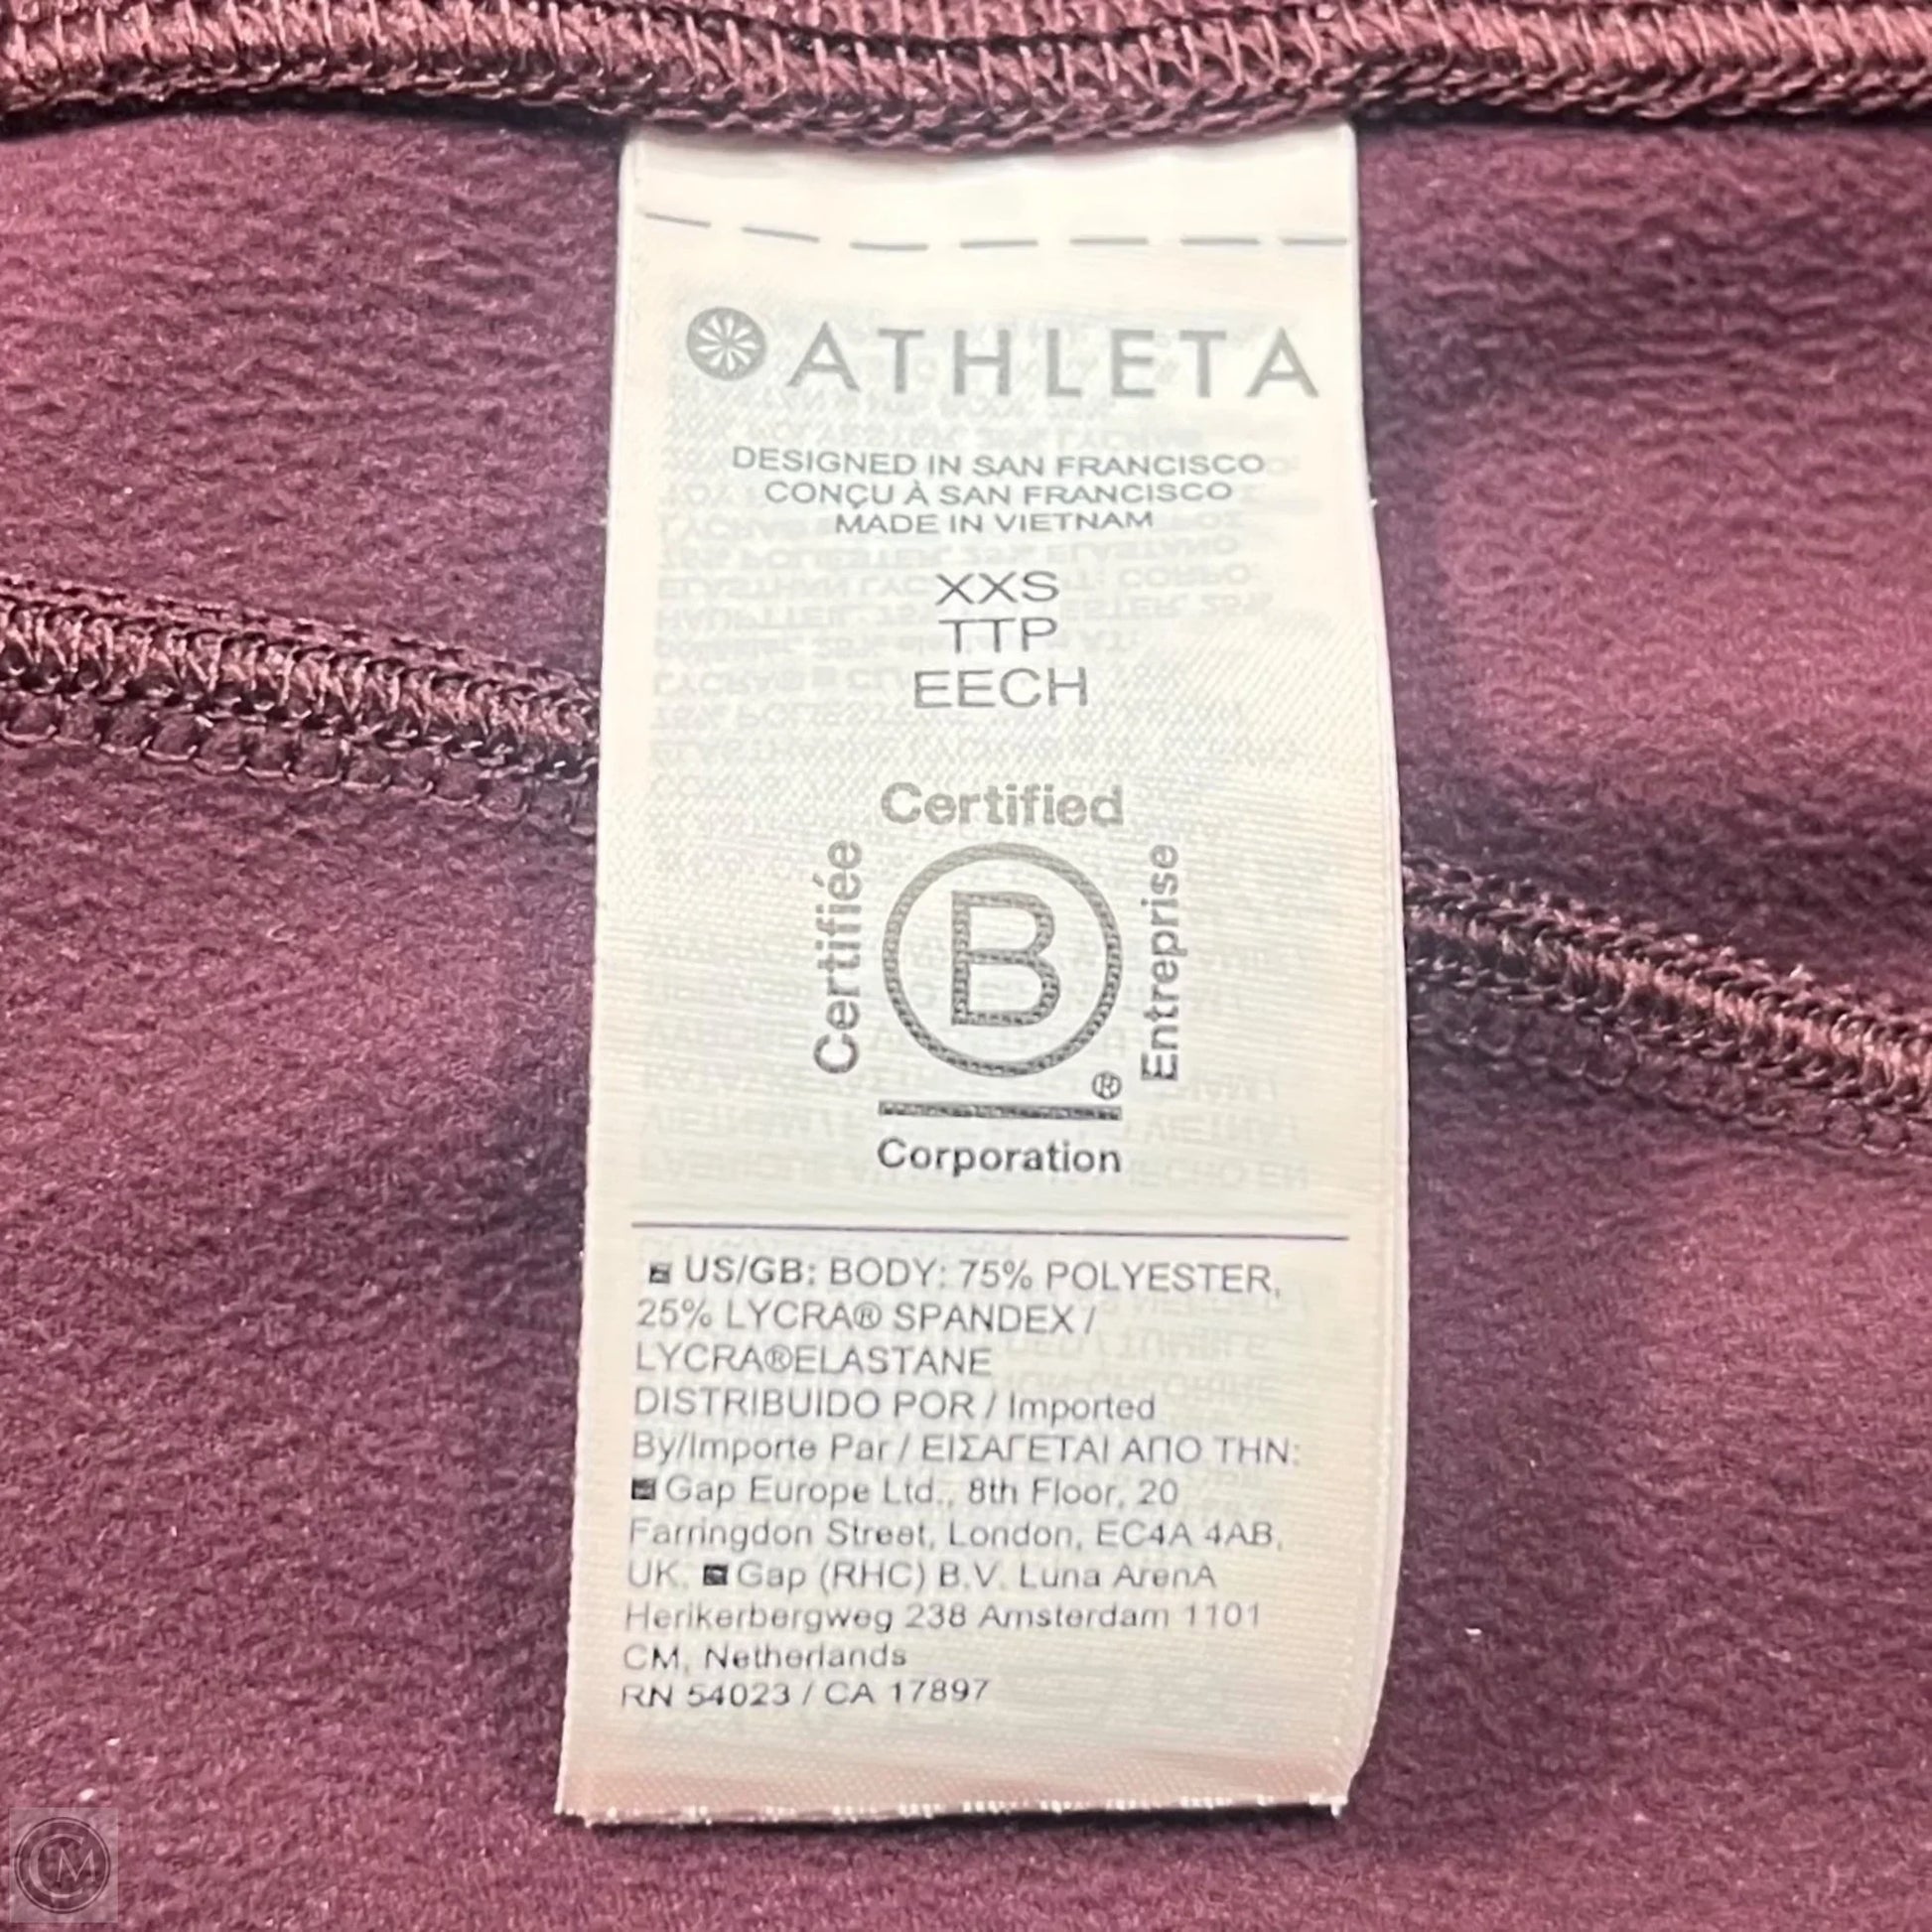 ATHLETA
DESIGNED IN SAN FRANCISCO
CONÇU À SAN FRANCISCO
MADE IN VIETNAM
XXS
TTP
EECH
Certified
Certifiée
B
Entreprise
®
Corporation
US/GB: BODY: 75% POLYESTER,
25% LYCRA® SPANDEX /
LYCRA®ELASTANE
DISTRIBUIDO POR / Imported
By/Importe Par / ΕΙΣΑΓΕΤΑΙ ΑΠΟ ΤΗΝ:
Gap Europe Ltd., 8th Floor, 20
Farringdon Street, London, EC4A 4AB,
UK, Gap (RHC) B.V. Luna ArenA
Herikerbergweg 238 Amsterdam 1101
CM, Netherlands
RN 54023 / CA 17897
CM